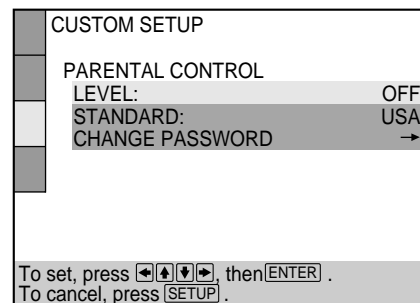 CUSTOM SETUP
PARENTAL CONTROL
LEVEL: OFF
STANDARD: USA
CHANGE PASSWORD →
To set, press ←↑↓→, then ENTER .
To cancel, press SETUP .